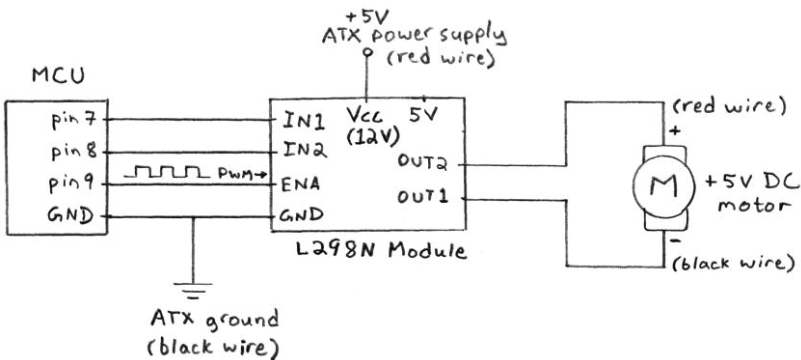 +5V
ATX power supply
(red wire)
MCU
pin 7
pin 8
pin 9
GND
PWM→
IN1
IN2
ENA
GND
Vcc
(12V)
5V
OUT2
OUT1
L298N Module
(red wire)
+
M
+5V DC
motor
-
(black wire)
ATX ground
(black wire)